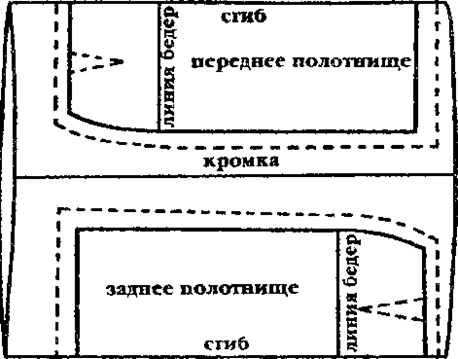 сгиб
линия бедер
переднее полотнище
кромка
заднее полотнище
линия бедер
сгиб